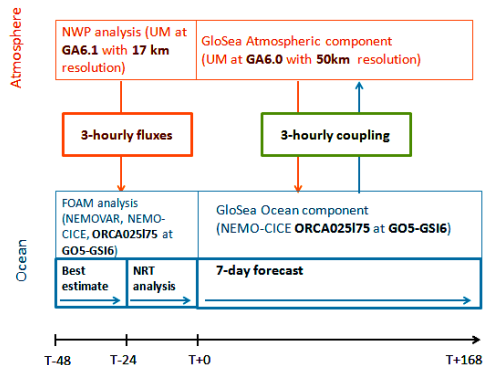 Atmosphere
NWP analysis (UM at
GA6.1 with 17 km
resolution)
GloSea Atmospheric component
(UM at GA6.0 with 50km resolution)
3-hourly fluxes
3-hourly coupling
Ocean
FOAM analysis
(NEMOVAR, NEMO-
CICE, ORCA025l75 at
GO5-GSI6)
GloSea Ocean component
(NEMO-CICE ORCA025l75 at GO5-GSI6)
Best
estimate
NRT
analysis
7-day forecast
T-48
T-24
T+0
T+168